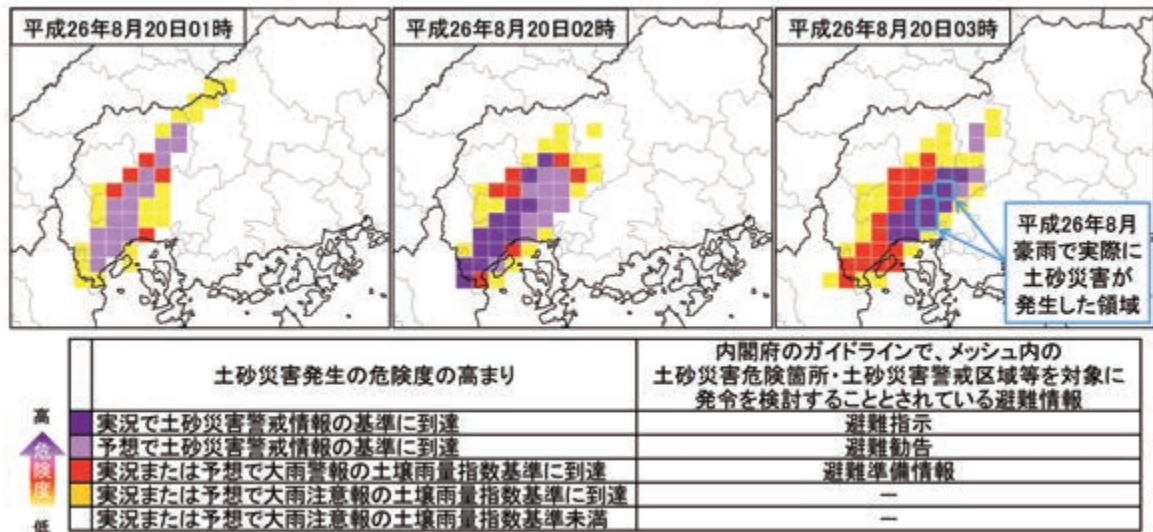 平成26年8月20日01時
平成26年8月20日02時
平成26年8月20日03時
平成26年8月
豪雨で実際に
土砂災害が
発生した領域
土砂災害発生の危険度の高まり
内閣府のガイドラインで、メッシュ内の
土砂災害危険箇所・土砂災害警戒区域等を対象に
発令を検討することとされている避難情報
高
危険度
低
実況で土砂災害警戒情報の基準に到達
避難指示
予想で土砂災害警戒情報の基準に到達
避難勧告
実況または予想で大雨警報の土壌雨量指数基準に到達
避難準備情報
実況または予想で大雨注意報の土壌雨量指数基準に到達
－
実況または予想で大雨注意報の土壌雨量指数基準未満
－